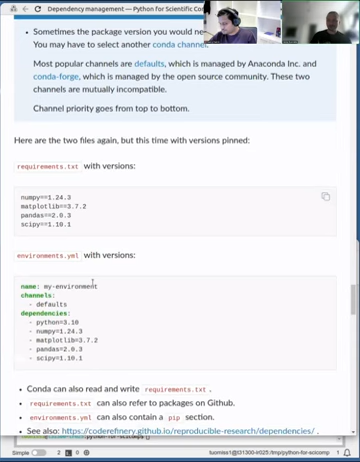 Dependency management — Python for Scientific Co
Sometimes the package version you would ne
You may have to select another conda channel.
Most popular channels are defaults, which is managed by Anaconda Inc. and
conda-forge, which is managed by the open source community. These two
channels are mutually incompatible.
Channel priority goes from top to bottom.
Here are the two files again, but this time with versions pinned:
requirements.txt with versions:
numpy==1.24.3
matplotlib==3.7.2
pandas==2.0.3
scipy==1.10.1
environments.yml with versions:
name: my-environment
channels:
- defaults
dependencies:
- python=3.10
- numpy=1.24.3
- matplotlib=3.7.2
- pandas=2.0.3
- scipy=1.10.1
Conda can also read and write requirements.txt .
requirements.txt can also refer to packages on Github.
environments.yml can also contain a pip section.
See also: https://coderefinery.github.io/reproducible-research/dependencies/ .
Simple